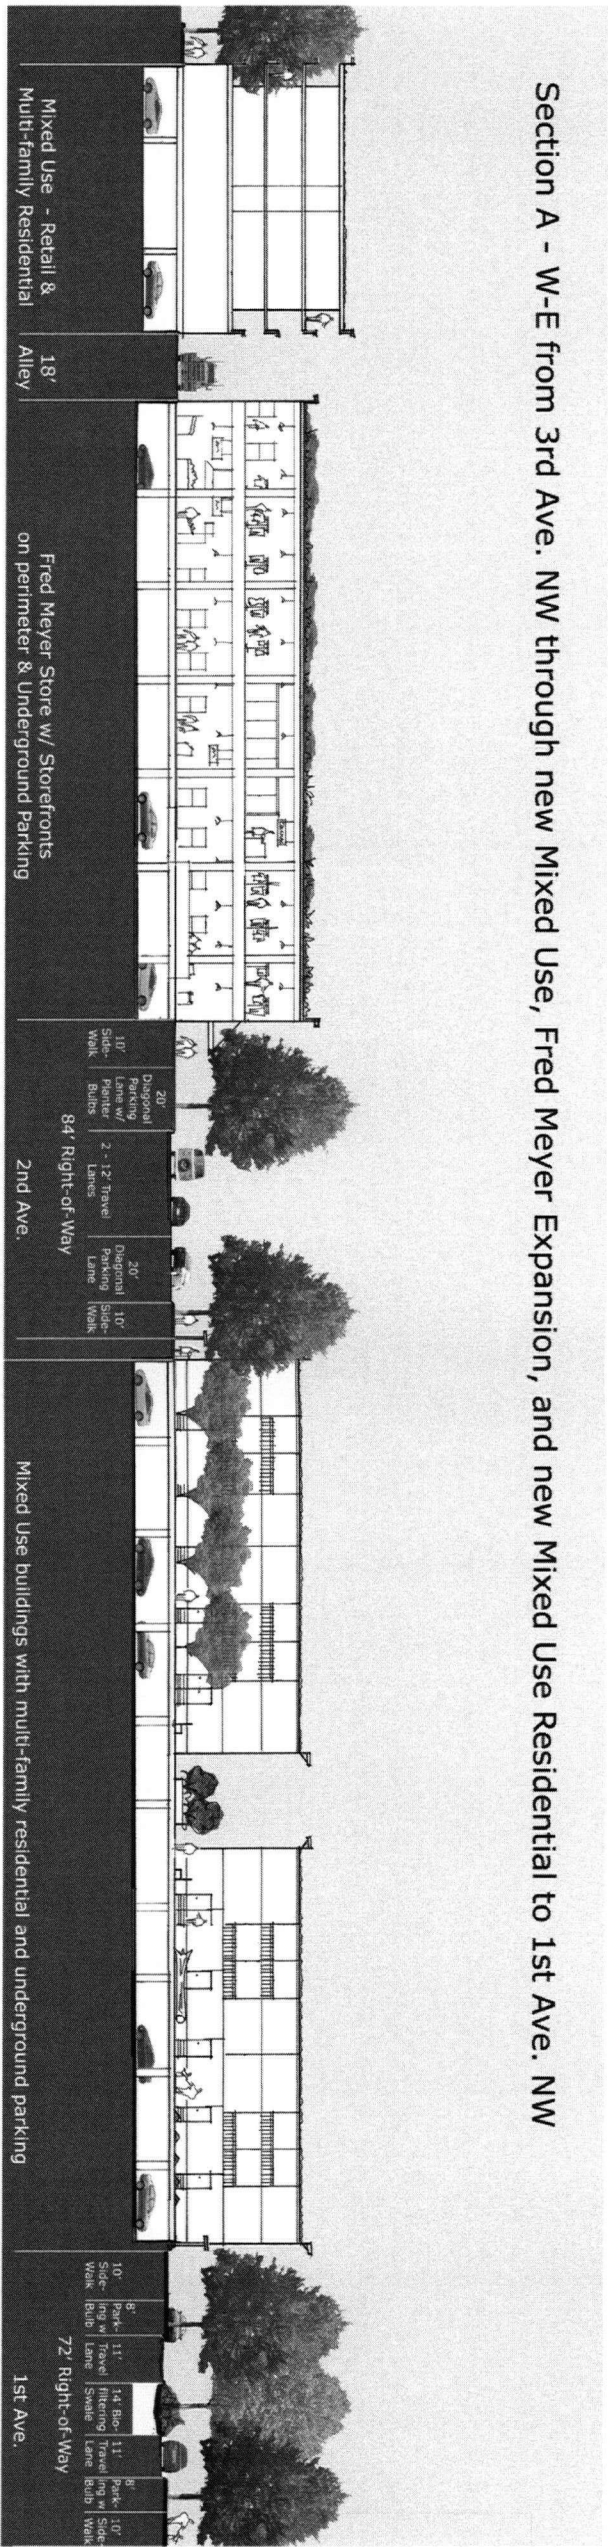 Section A - W-E from 3rd Ave. NW through new Mixed Use, Fred Meyer Expansion, and new Mixed Use Residential to 1st Ave. NW
Mixed Use - Retail &
Multi-family Residential
18'
Alley
Fred Meyer Store w/ Storefronts
on perimeter & Underground Parking
10'
Side-
Walk
20'
Diagonal
Parking
Lane w/
Planter
Bulbs
2 - 12' Travel
Lanes
20'
Diagonal
Parking
Lane
10'
Side-
Walk
84' Right-of-Way
2nd Ave.
Mixed Use buildings with multi-family residential and underground parking
10'
Side-
Walk
8'
Park-
ing w
Bulb
11'
Travel
Lane
14' Bio-
filtering
Swale
11'
Travel
Lane
8'
Park-
ing w
Bulb
10'
Side-
Walk
72' Right-of-Way
1st Ave.